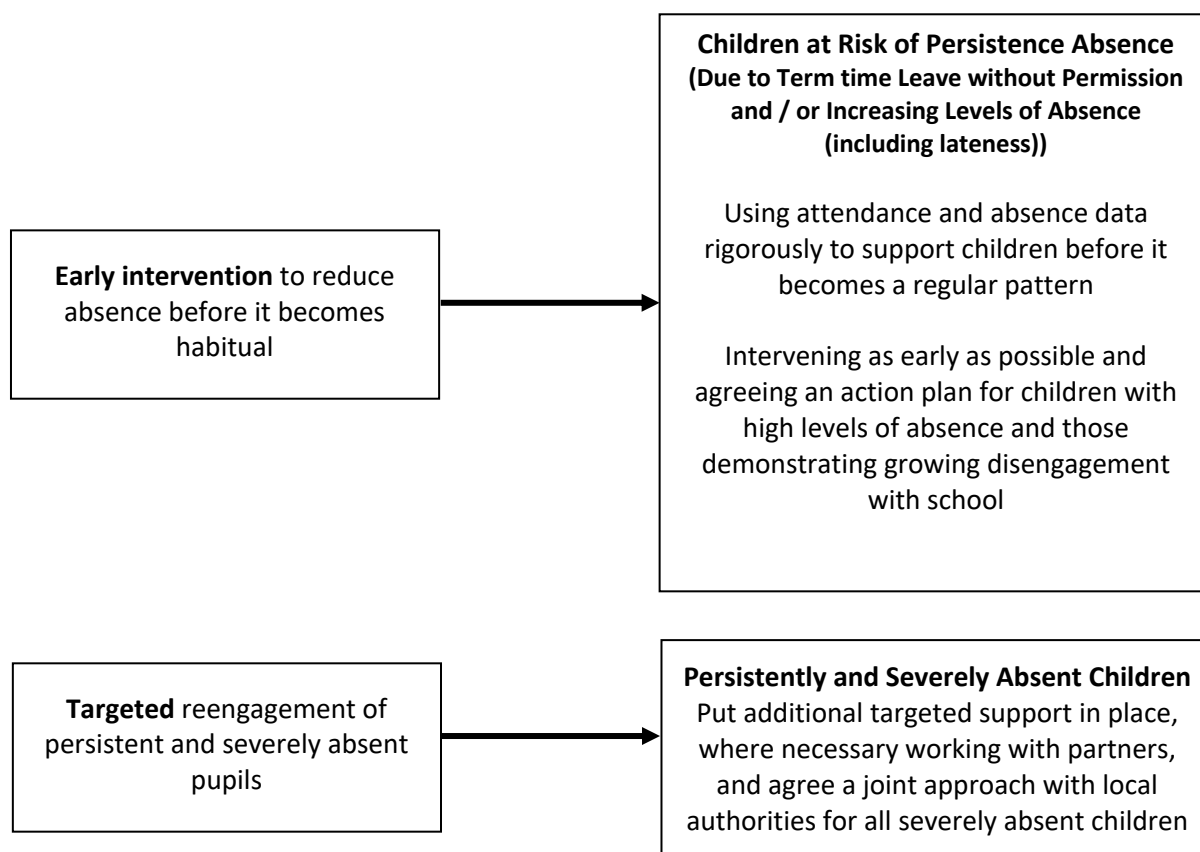 Early intervention to reduce
absence before it becomes
habitual
Children at Risk of Persistence Absence
(Due to Term time Leave without Permission
and / or Increasing Levels of Absence
(including lateness))
Using attendance and absence data
rigorously to support children before it
becomes a regular pattern
Intervening as early as possible and
agreeing an action plan for children with
high levels of absence and those
demonstrating growing disengagement
with school
Targeted reengagement of
persistent and severely absent
pupils
Persistently and Severely Absent Children
Put additional targeted support in place,
where necessary working with partners,
and agree a joint approach with local
authorities for all severely absent children